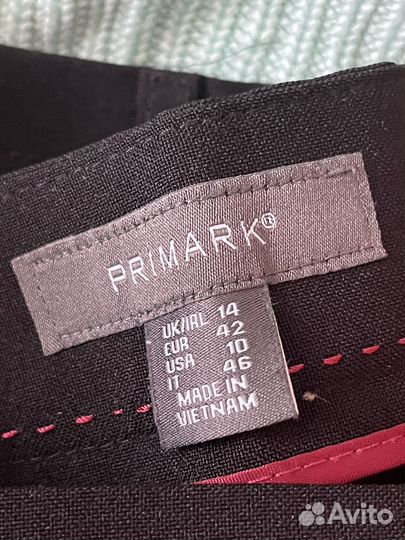 PRIMARK®
UK/IRL 14
EUR 42
USA 10
IT 46
MADE IN
VIETNAM
Avito